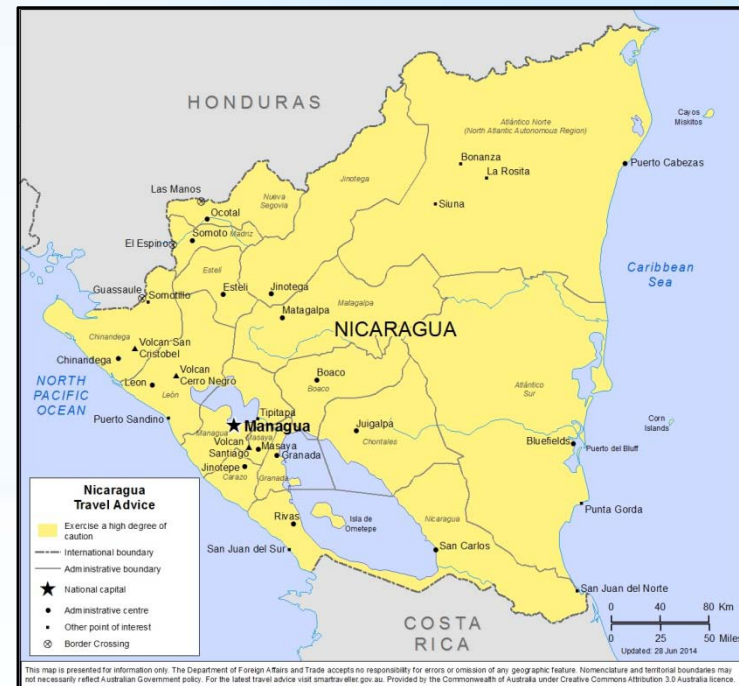 HONDURAS
Atlántico Norte
(North Atlantic Autonomous Region)
Cayos
Miskitos
Bonanza
La Rosita
Puerto Cabezas
Jinotega
Las Manos
Nueva
Segovia
Ocotal
Siuna
Somoto
Madriz
El Espino
Caribbean
Sea
Estelí
Guassaule
Somotillo
Esteli
Jinotega
Matagalpa
Matagalpa
NICARAGUA
Chinandega
Volcan San
Cristobel
Chinandega
Volcan
Cerro Negro
Boaco
Boaco
Atlántico
Sur
NORTH
PACIFIC
OCEAN
Leon
León
Tipitapa
Puerto Sandino
Managua
Managua
Masaya
Juigalpa
Chontales
Corn
Islands
Volcan
Santiago
Masaya
Granada
Bluefields
Puerto del Bluff
Jinotepe
Carazo
Granada
Punta Gorda
Rivas
Isla de
Ometepe
Nicaragua
San Juan del Sur
San Carlos
San Juan del Norte
COSTA
RICA
Nicaragua
Travel Advice
Exercise a high degree of
caution
International boundary
Administrative boundary
National capital
Administrative centre
Other point of interest
Border Crossing
0 40 80 Km
0 25 50 Miles
Updated: 28 Jun 2014
This map is presented for information only. The Department of Foreign Affairs and Trade accepts no responsibility for errors or omission of any geographic feature. Nomenclature and territorial boundaries may
not necessarily reflect Australian Government policy. For the latest travel advice visit smartraveller.gov.au. Provided by the Commonwealth of Australia under Creative Commons Attribution 3.0 Australia licence.